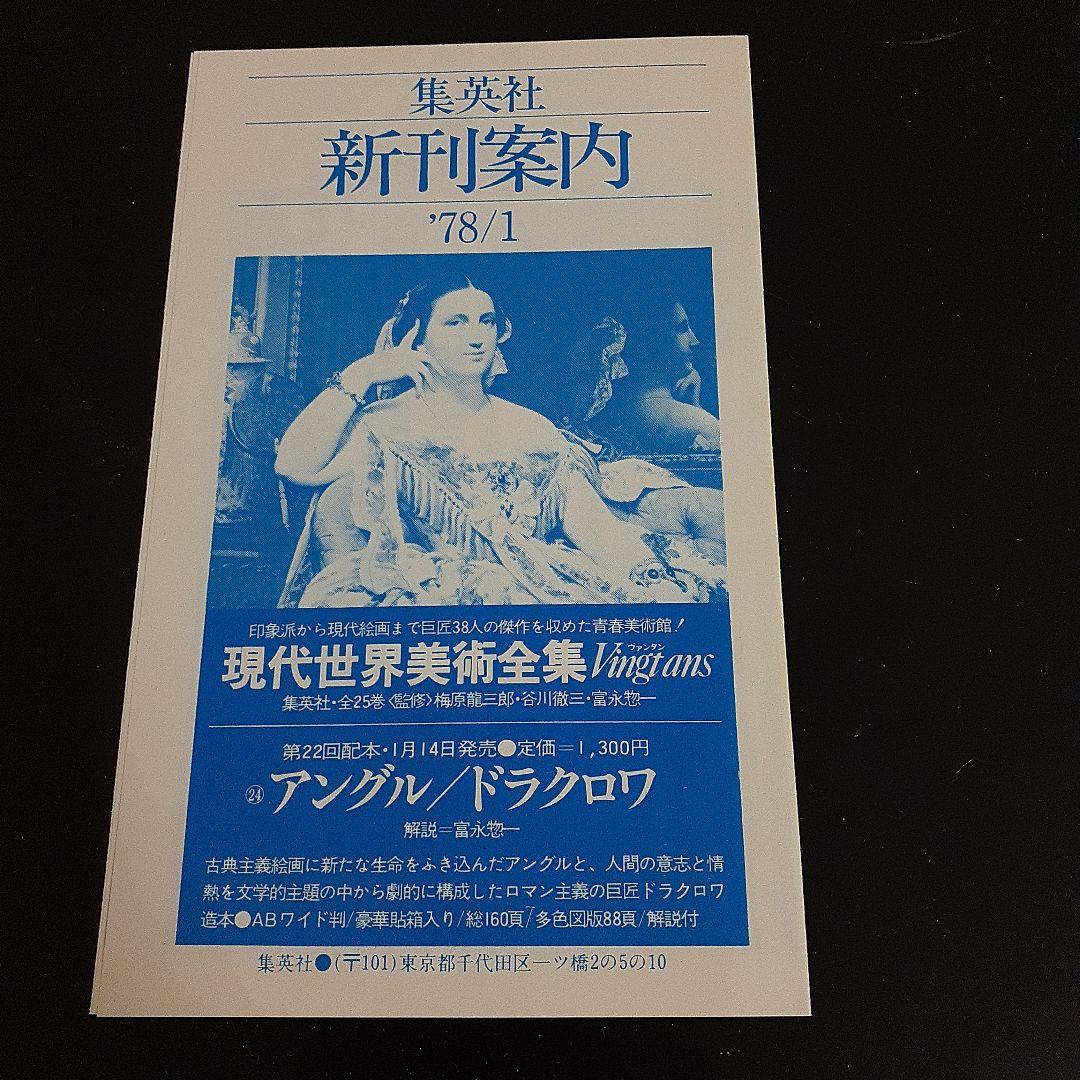 集英社
新刊案内
'78/1
印象派から現代絵画まで巨匠38人の傑作を収めた青春美術館!
ヴァンタン
現代世界美術全集Vingt ans
集英社・全25巻〈監修〉梅原龍三郎・谷川徹三・富永惣一
第22回配本・1月14日発売●定価=1,300円
㉔ アングル/ドラクロワ
解説=富永惣一
古典主義絵画に新たな生命をふき込んだアングルと、人間の意志と情
熱を文学的主題の中から劇的に構成したロマン主義の巨匠ドラクロワ
造本●ABワイド判/豪華貼箱入り/総160頁/多色図版88頁/解説付
集英社●(〒101)東京都千代田区一ツ橋2の5の10